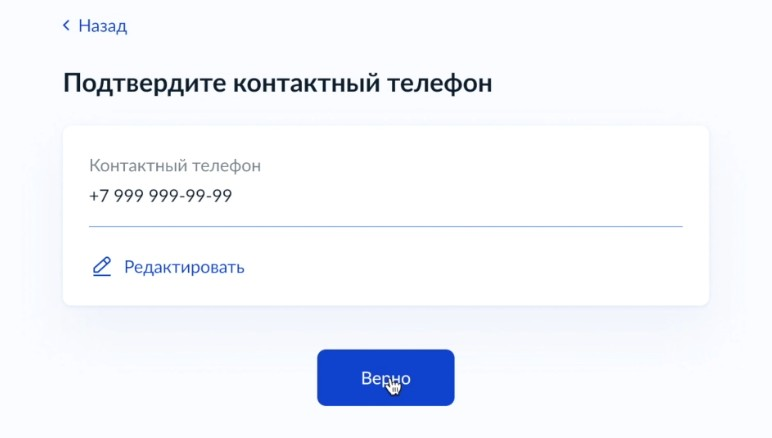 Назад
Подтвердите контактный телефон
Контактный телефон
+7 999 999-99-99
Редактировать
Верно